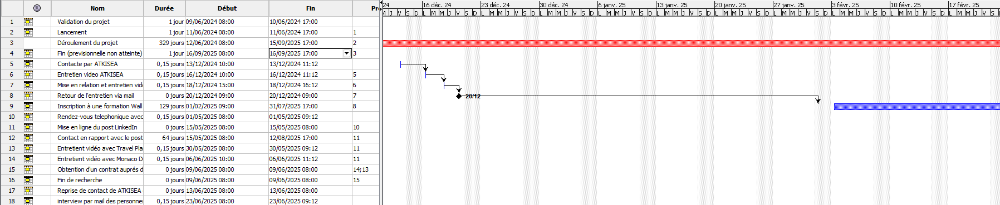 Nom Durée Début Fin Pré
24 16 déc. 24 23 déc. 24 30 déc. 24 6 janv. 25 13 janv. 25 20 janv. 25 27 janv. 25 3 févr. 25 10 févr. 25 17 févr. 25
M J V S D L M M J V S D L M M J V S D L M M J V S D L M M J V S D L M M J V S D L M M J V S D L M M J V S D L M M J V S D L M M J V S D L M M J V S D
1 Validation du projet 1 jour 09/06/2024 08:00 10/06/2024 17:00
2 Lancement 1 jour 11/06/2024 08:00 11/06/2024 17:00 1
3 Déroulement du projet 329 jours 12/06/2024 08:00 15/09/2025 17:00 2
4 Fin (previsionnelle non atteinte) 1 jour 16/09/2025 08:00 16/09/2025 17:00 3
5 Contacte par ATKISEA 0,15 jours 13/12/2024 10:00 13/12/2024 11:12
6 Entretien video ATKISEA 0,15 jours 16/12/2024 10:00 16/12/2024 11:12 5
7 Mise en relation et entretien vid 0,15 jours 18/12/2024 15:00 18/12/2024 16:12 6
8 Retour de l'entretien via mail 0 jours 20/12/2024 09:00 20/12/2024 09:00 7
20/12
9 Inscription à une formation Wall 129 jours 01/02/2025 09:00 31/07/2025 17:00 8
10 Rendez-vous telephonique avec 0,15 jours 01/05/2025 08:00 01/05/2025 09:12
11 Mise en ligne du post LinkedIn 0 jours 15/05/2025 08:00 15/05/2025 08:00 10
12 Contact en rapport avec le post 64 jours 15/05/2025 08:00 12/08/2025 17:00 11
13 Entretient vidéo avec Travel Pla 0,15 jours 30/05/2025 08:00 30/05/2025 09:12 11
14 Entretient vidéo avec Monaco D 0,15 jours 06/06/2025 10:00 06/06/2025 11:12 11
15 Obtention d'un contrat auprés d 0 jours 09/06/2025 08:00 09/06/2025 08:00 14;13
16 Fin de recherche 0 jours 09/06/2025 08:00 09/06/2025 08:00 15
17 Reprise de contact de ATKISEA 0 jours 13/06/2025 08:00 13/06/2025 08:00
18 interview par mail des personnes 0,15 jours 23/06/2025 08:00 23/06/2025 09:12